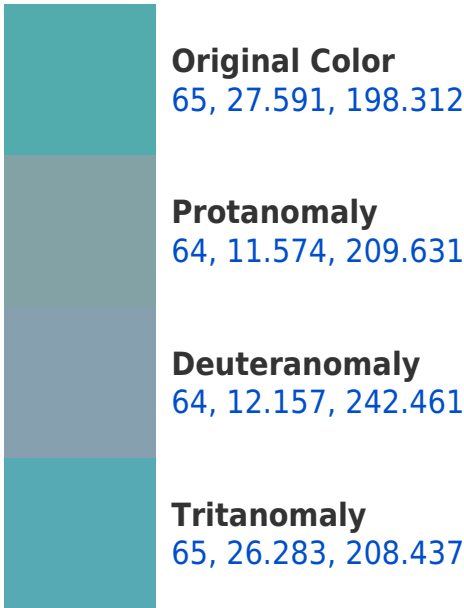 Original Color
65, 27.591, 198.312
Protanomaly
64, 11.574, 209.631
Deuteranomaly
64, 12.157, 242.461
Tritanomaly
65, 26.283, 208.437